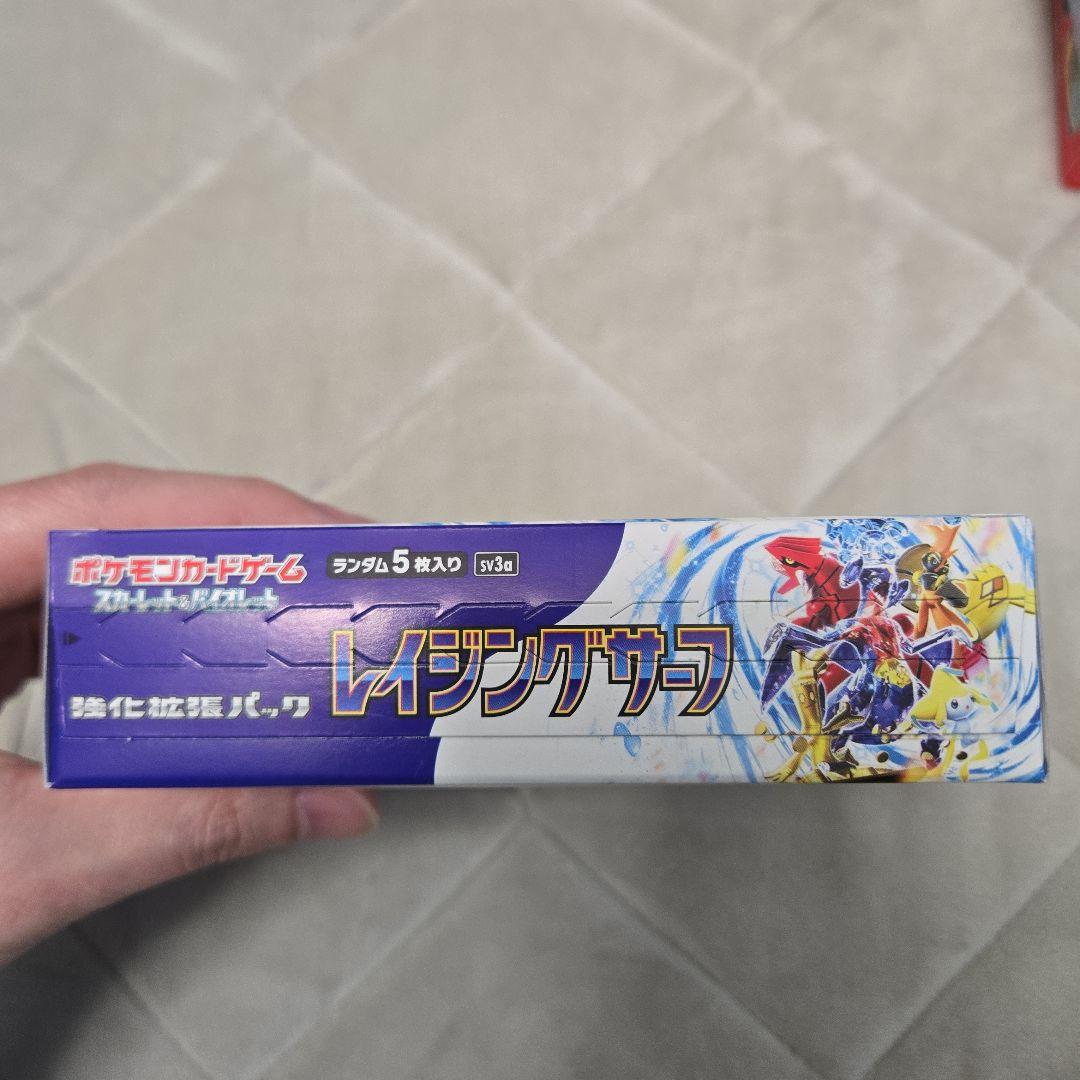 ポケモンカードゲーム
スカーレット&バイオレット
ランダム5枚入り sv3a
レイジングサーフ
強化拡張パック